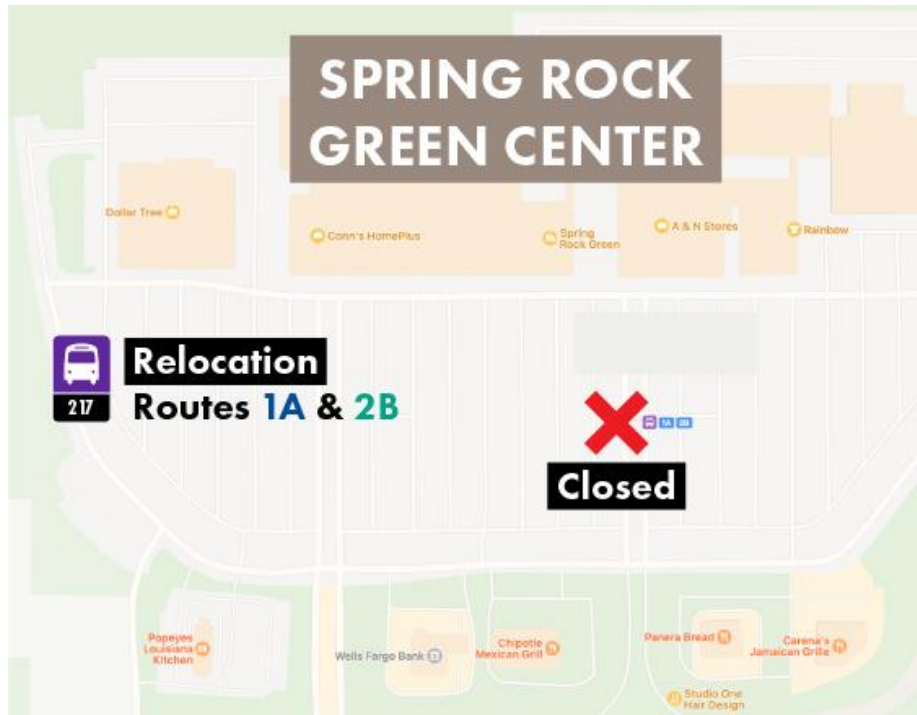 SPRING ROCK
GREEN CENTER
Dollar Tree
Conn's HomePlus
Spring
Rock Green
A & N Stores
Rainbow
217
Relocation
Routes 1A & 2B
1A 2B
Closed
Popeyes
Louisiana
Kitchen
Wells Fargo Bank
Chipotle
Mexican Grill
Panera Bread
Carena's
Jamaican Grille
Studio One
Hair Design